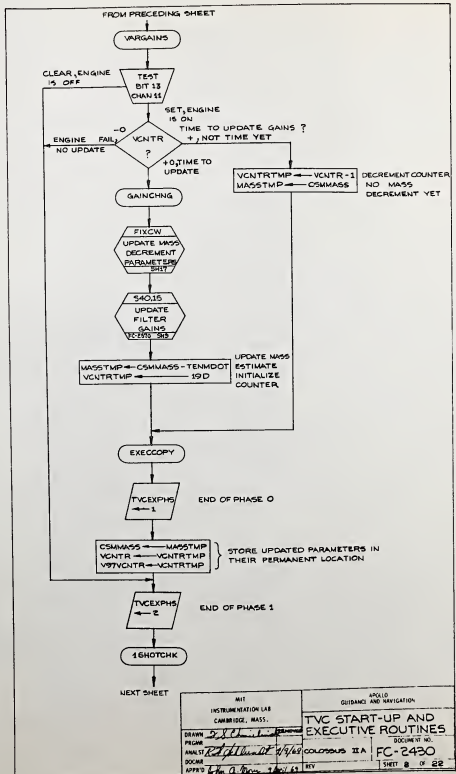 FROM PRECEDING SHEET
VARGAINS
CLEAR, ENGINE
IS OFF
TEST
BIT 13
CHAN 11
SET, ENGINE
IS ON
TIME TO UPDATE GAINS ?
+, NOT TIME YET
-0
ENGINE FAIL,
NO UPDATE
VCNTR
?
+0, TIME TO
UPDATE
VCNTRTMP ← VCNTR-1
MASSTMP ← CSMMASS
DECREMENT COUNTER
NO MASS
DECREMENT YET
GAINCHNG
FIXCW
UPDATE MASS
DECREMENT
PARAMETERS
SH17
S40,15
UPDATE
FILTER
GAINS
FC-2570 SH9
MASSTMP ← CSMMASS-TENMDOT
VCNTRTMP ← 19D
UPDATE MASS
ESTIMATE
INITIALIZE
COUNTER
EXECCOPY
TVCEXPHS
← 1
END OF PHASE 0
CSMMASS ← MASSTMP
VCNTR ← VCNTRTMP
V97VCNTR ← VCNTRTMP
STORE UPDATED PARAMETERS IN
THEIR PERMANENT LOCATION
TVCEXPHS
← 2
END OF PHASE 1
1GHOTCHK
NEXT SHEET
MIT
INSTRUMENTATION LAB
CAMBRIDGE, MASS.
APOLLO
GUIDANCE AND NAVIGATION
DRAWN
PRGMR
ANALST
DOCMR
APPR'D
TVC START-UP AND
EXECUTIVE ROUTINES
COLOSSUS IIA
DOCUMENT NO.
FC-2430
REV
SHEET 8 OF 22